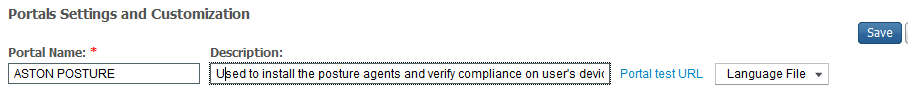 Portals Settings and Customization
Save
Portal Name: * Description:
ASTON POSTURE Used to install the posture agents and verify compliance on user's devic Portal test URL Language File